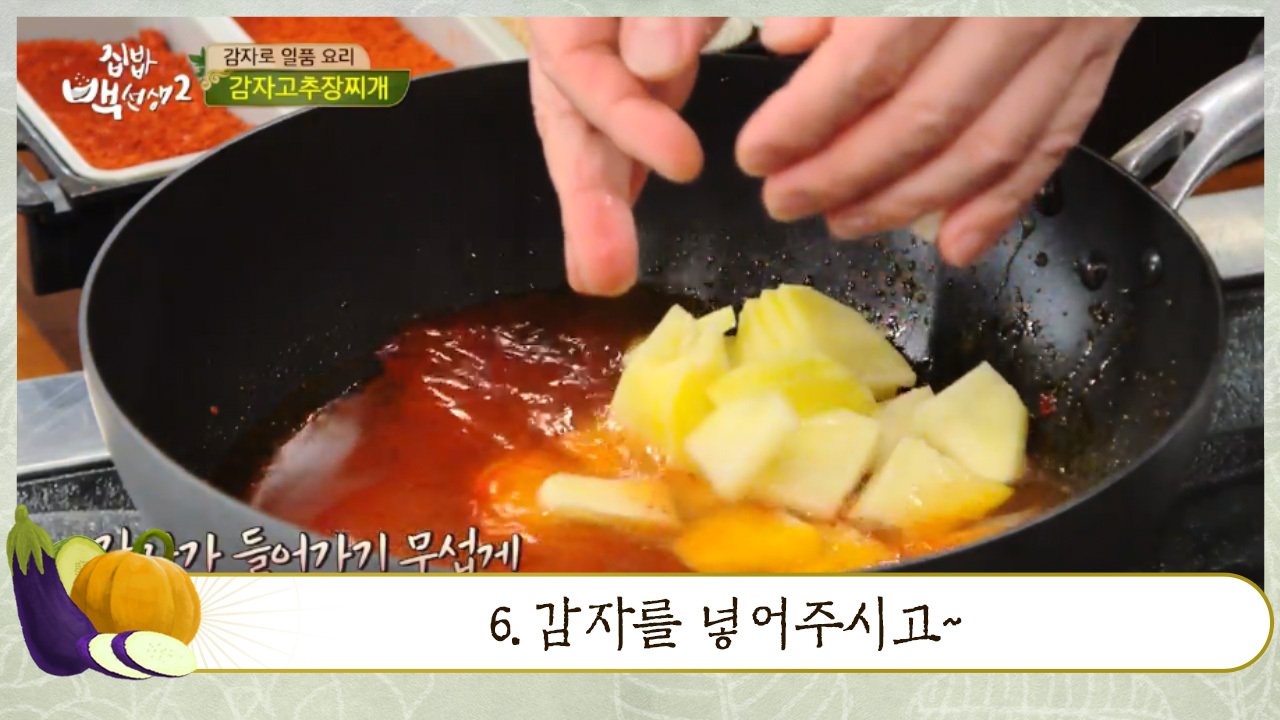 집밥
백선생2
감자로 일품 요리
감자고추장찌개
들어가기 무섭게
6. 감자를 넣어주시고~